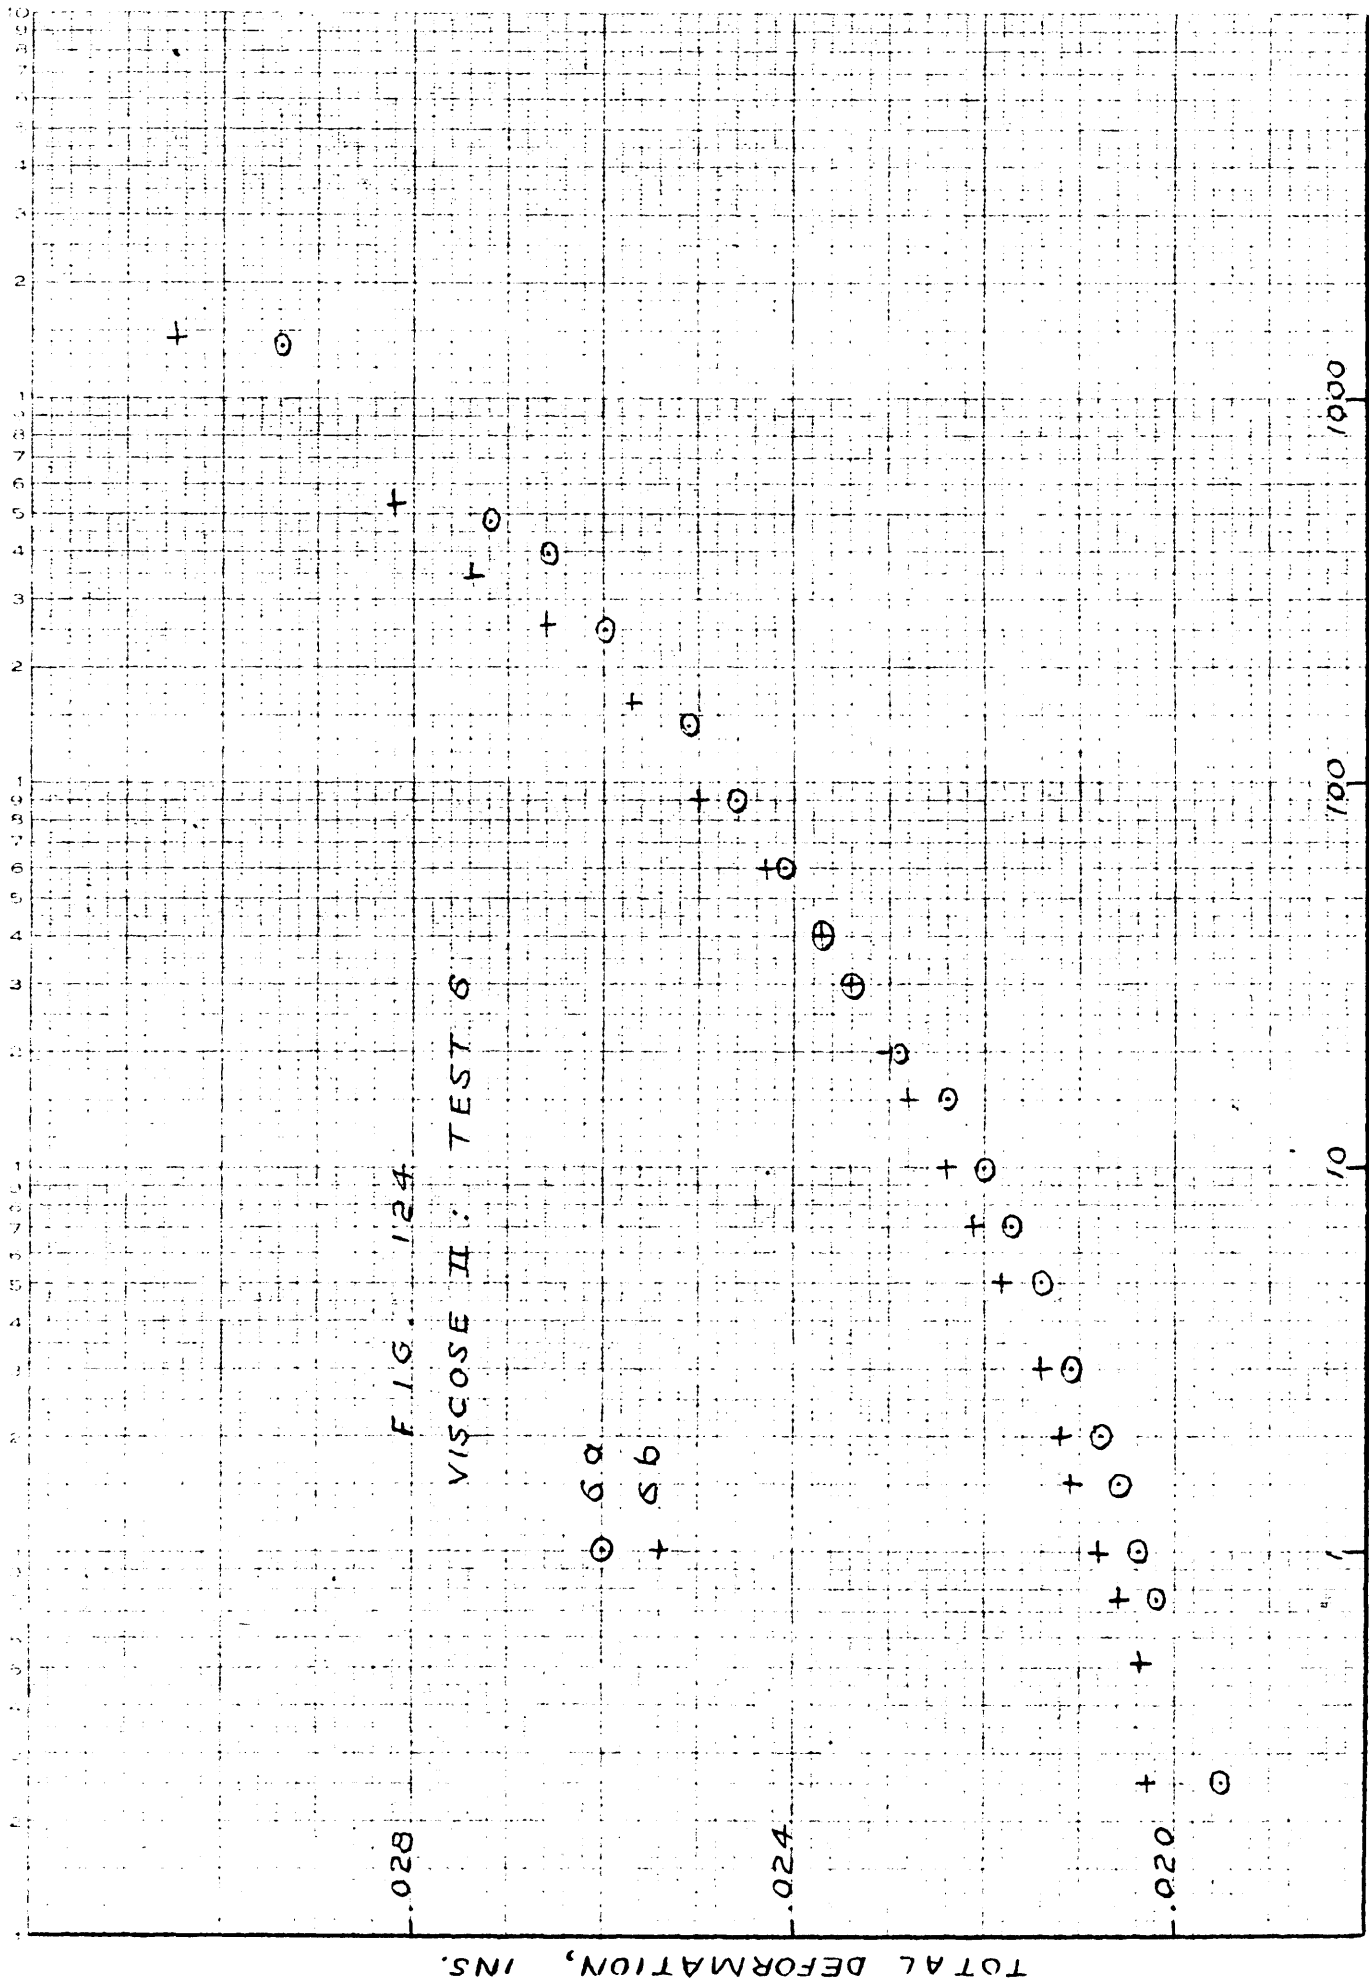 FIG. 124
VISCOSE II: TEST 6
6a
6b
TOTAL DEFORMATION, INS.
.028
.024
.020
1
10
100
1000